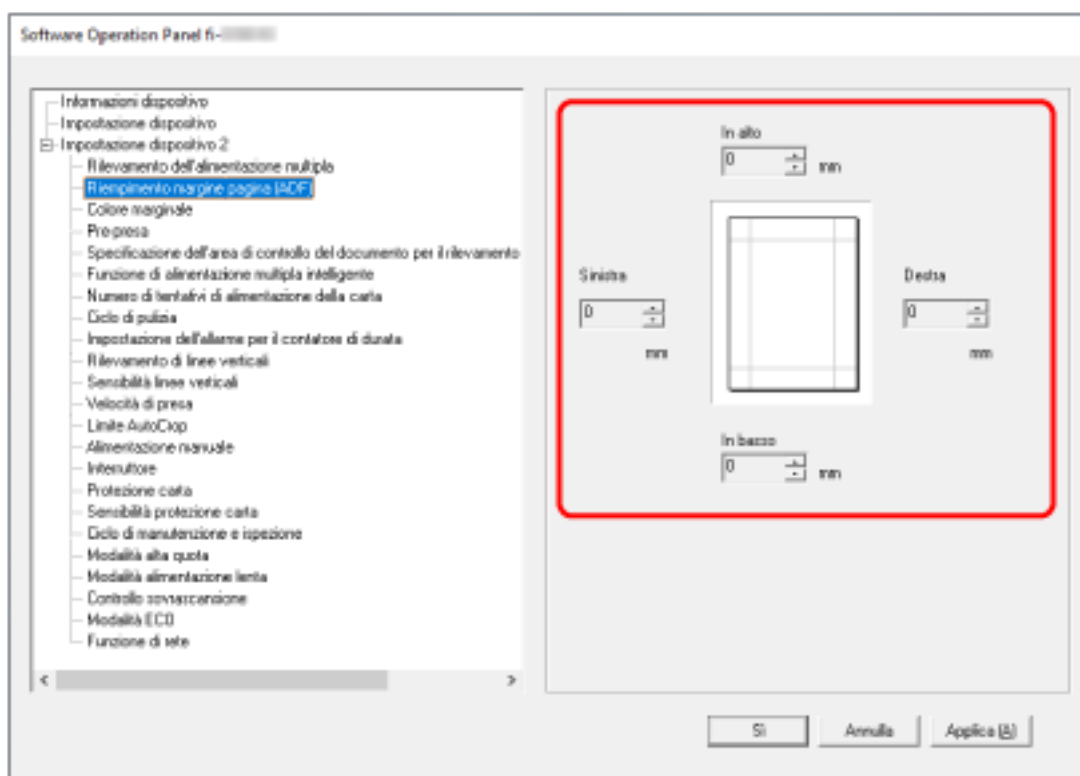 Software Operation Panel fi-
Informazioni dispositivo
Impostazione dispositivo
Impostazione dispositivo 2
Rilevamento dell'alimentazione multipla
Riempimento margine pagina (ADF)
Colore marginale
Pre-presa
Specificazione dell'area di controllo del documento per il rilevamento
Funzione di alimentazione multipla intelligente
Numero di tentativi di alimentazione della carta
Ciclo di pulizia
Impostazione dell'allarme per il contatore di durata
Rilevamento di linee verticali
Sensibilità linee verticali
Velocità di presa
Limite AutoCrop
Alimentazione manuale
Interruttore
Protezione carta
Sensibilità protezione carta
Ciclo di manutenzione e ispezione
Modalità alta quota
Modalità alimentazione lenta
Controllo sovrascansione
Modalità ECO
Funzione di rete
In alto
0 mm
Sinistra
0
mm
Destra
0
mm
In basso
0 mm
Sì
Annulla
Applica (A)